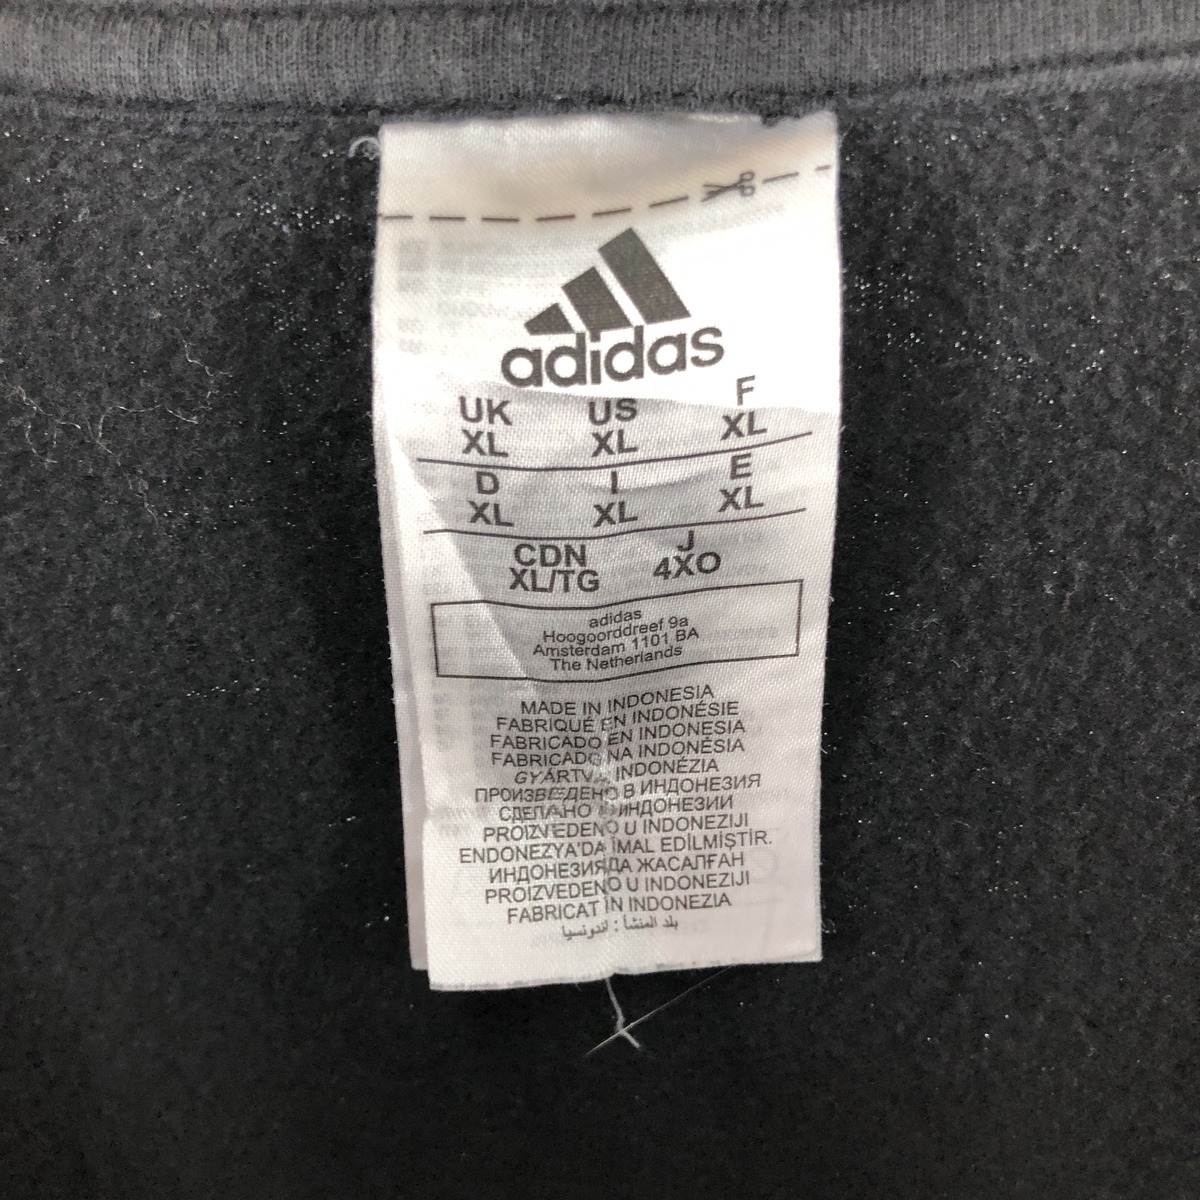 adidas
UK US F
XL XL XL
D I E
XL XL XL
CDN J
XL/TG 4XO
adidas
Hoogoorddreef 9a
Amsterdam 1101 BA
The Netherlands
MADE IN INDONESIA
FABRIQUÉ EN INDONÉSIE
FABRICADO EN INDONESIA
FABRICADO NA INDONÉSIA
INDONÉZIA
ПРОИЗВЕДЕНО В ИНДОНЕЗИЯ
СДЕЛАНО В ИНДОНЕЗИИ
PROIZVEDENO U INDONEZIJI
ENDONEZYA'DA İMAL EDİLMİŞTİR.
ИНДОНЕЗИЯДА ЖАСАЛҒАН
PROIZVEDENO U INDONEZIJI
FABRICAT ÎN INDONEZIA
بلد المنشأ : اندونسيا